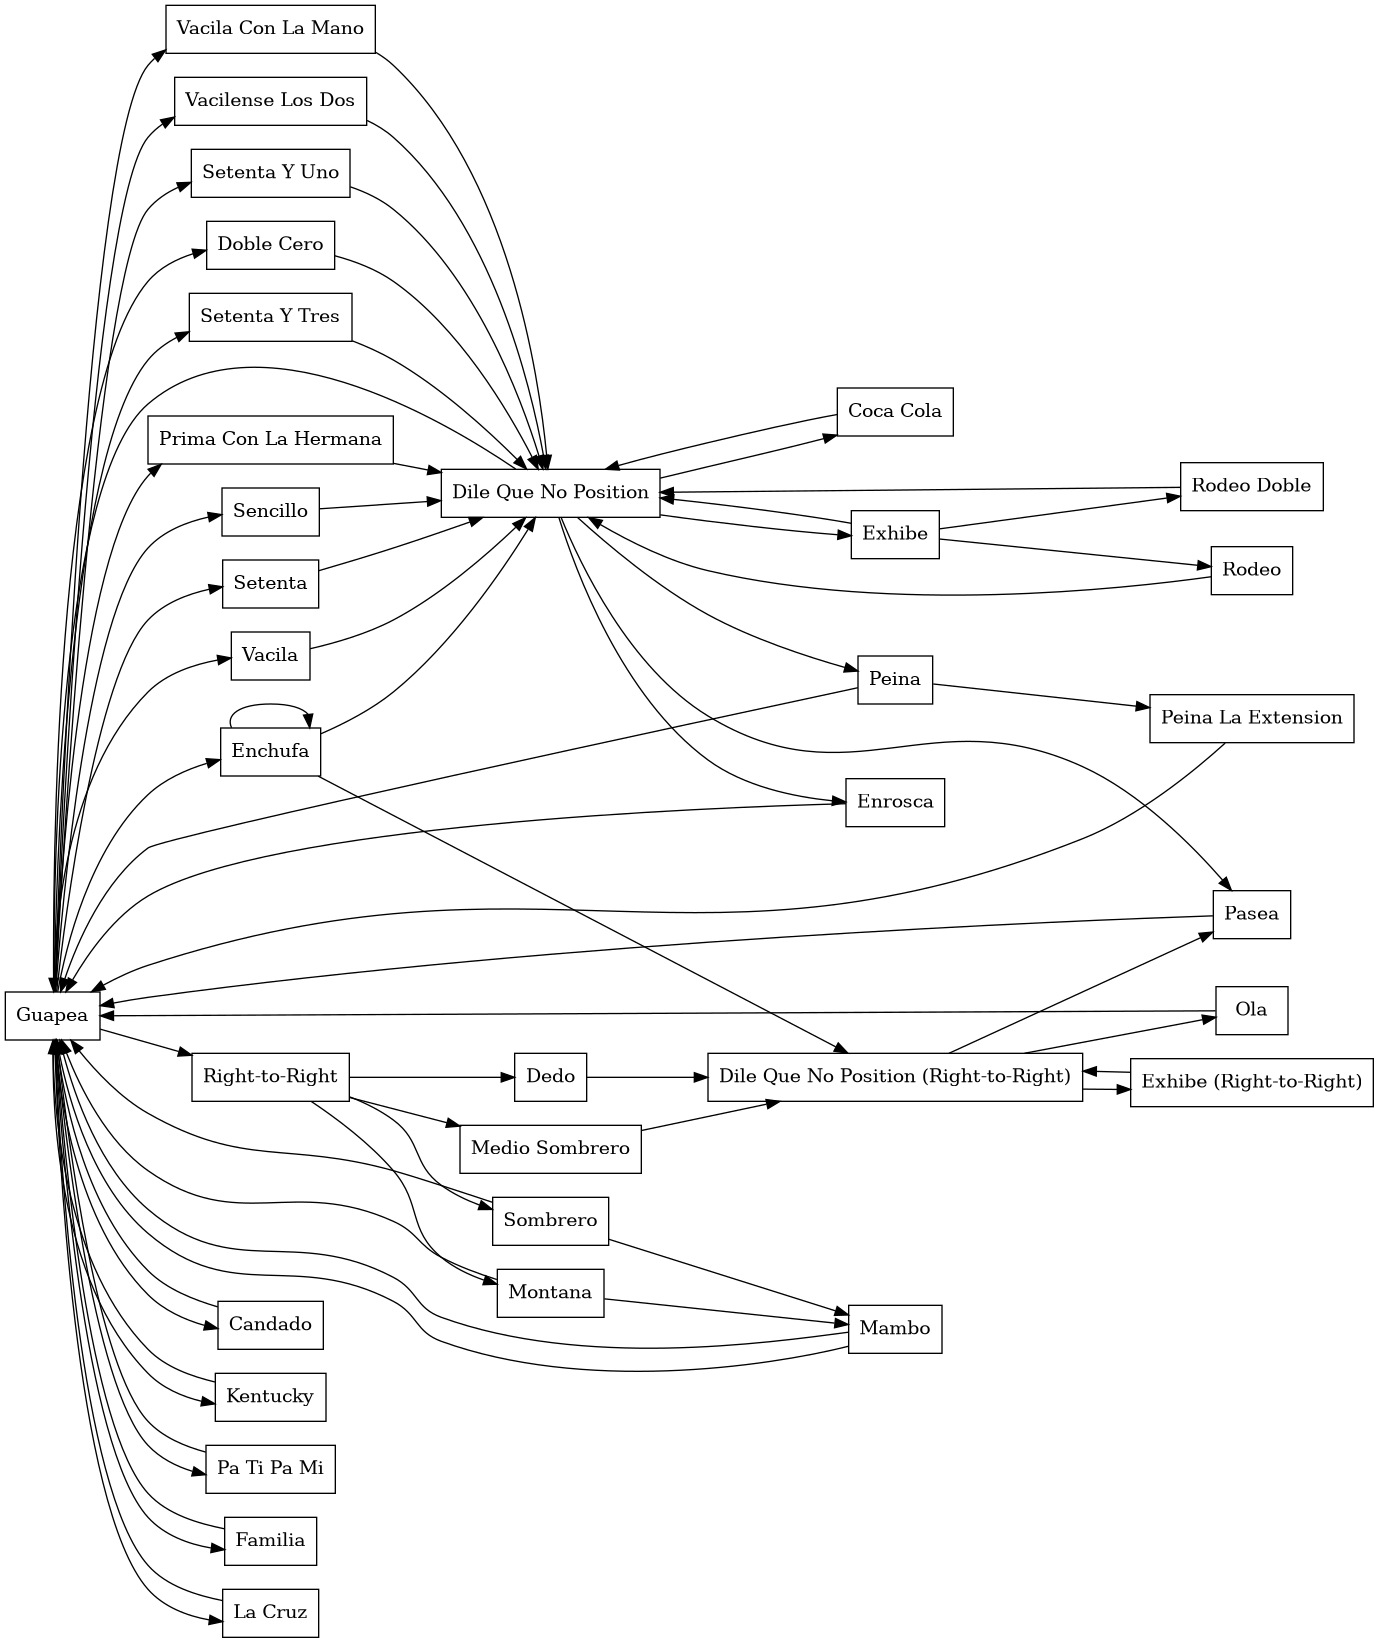 Vacila Con La Mano
Vacilense Los Dos
Setenta Y Uno
Doble Cero
Setenta Y Tres
Prima Con La Hermana
Sencillo
Setenta
Vacila
Enchufa
Guapea
Right-to-Right
Candado
Kentucky
Pa Ti Pa Mi
Familia
La Cruz
Dile Que No Position
Dedo
Medio Sombrero
Sombrero
Montana
Coca Cola
Exhibe
Peina
Enrosca
Dile Que No Position (Right-to-Right)
Mambo
Rodeo Doble
Rodeo
Peina La Extension
Pasea
Ola
Exhibe (Right-to-Right)